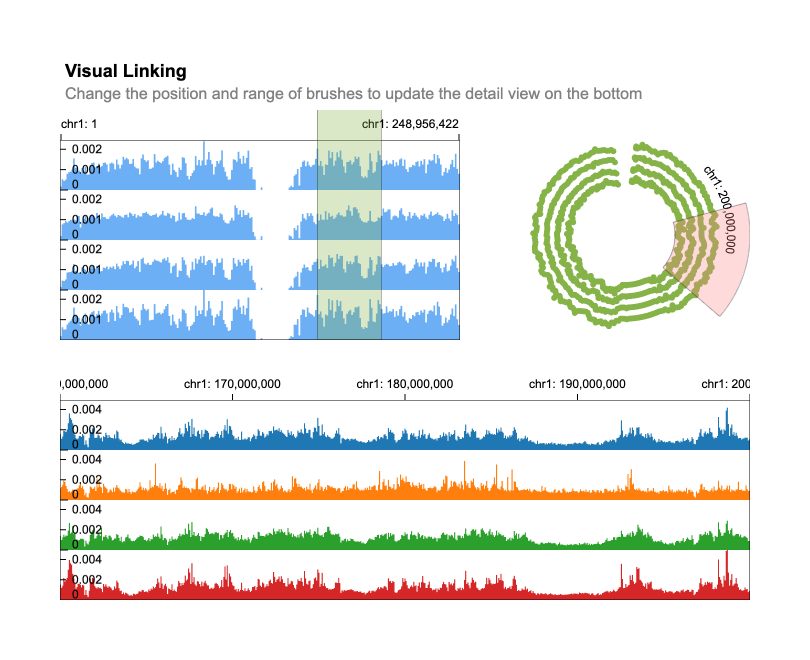 Visual Linking
Change the position and range of brushes to update the detail view on the bottom
chr1: 1
chr1: 248,956,422
0.002
0.001
0
0.002
0.001
0
0.002
0.001
0
0.002
0.001
0
chr1: 200,000,000
0,000,000
chr1: 170,000,000
chr1: 180,000,000
chr1: 190,000,000
chr1: 200
0.004
0.002
0
0.004
0.002
0
0.004
0.002
0
0.004
0.002
0